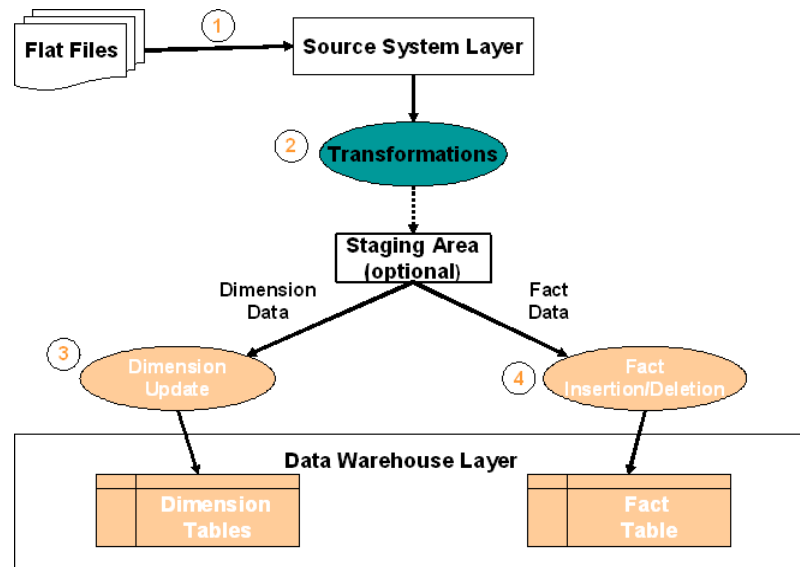 1
Flat Files
Source System Layer
2
Transformations
Staging Area
(optional)
Dimension
Data
Fact
Data
3
Dimension
Update
4
Fact
Insertion/Deletion
Data Warehouse Layer
Dimension
Tables
Fact
Table